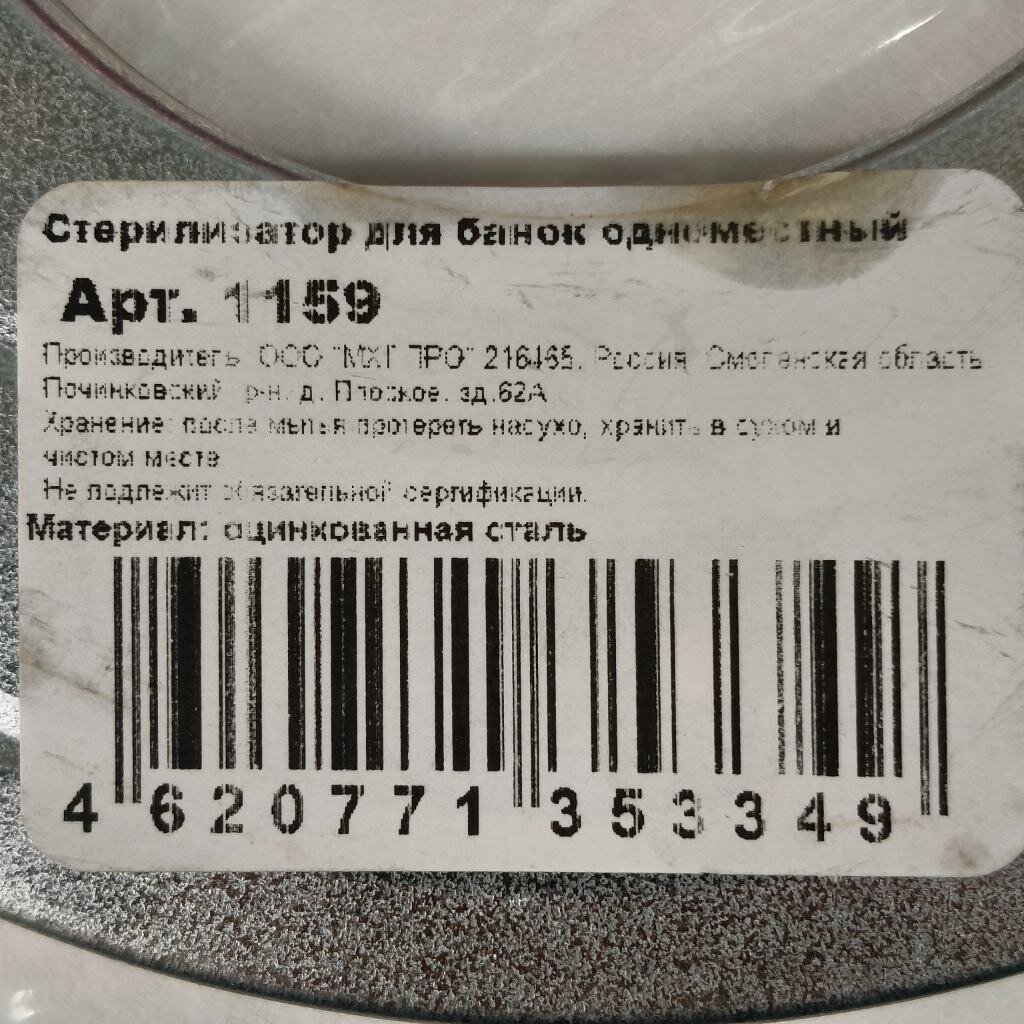 Стерилизатор для банок одноместный
Арт. 1159
Производитель: ООО "МХТ ПРО" 216465, Россия, Смоленская область,
Починковский р-н, д. Плоское, зд.62А
Хранение: после мытья протереть насухо, хранить в сухом и
чистом месте
Не подлежит обязательной сертификации.
Материал: оцинкованная сталь
4 620771 353349